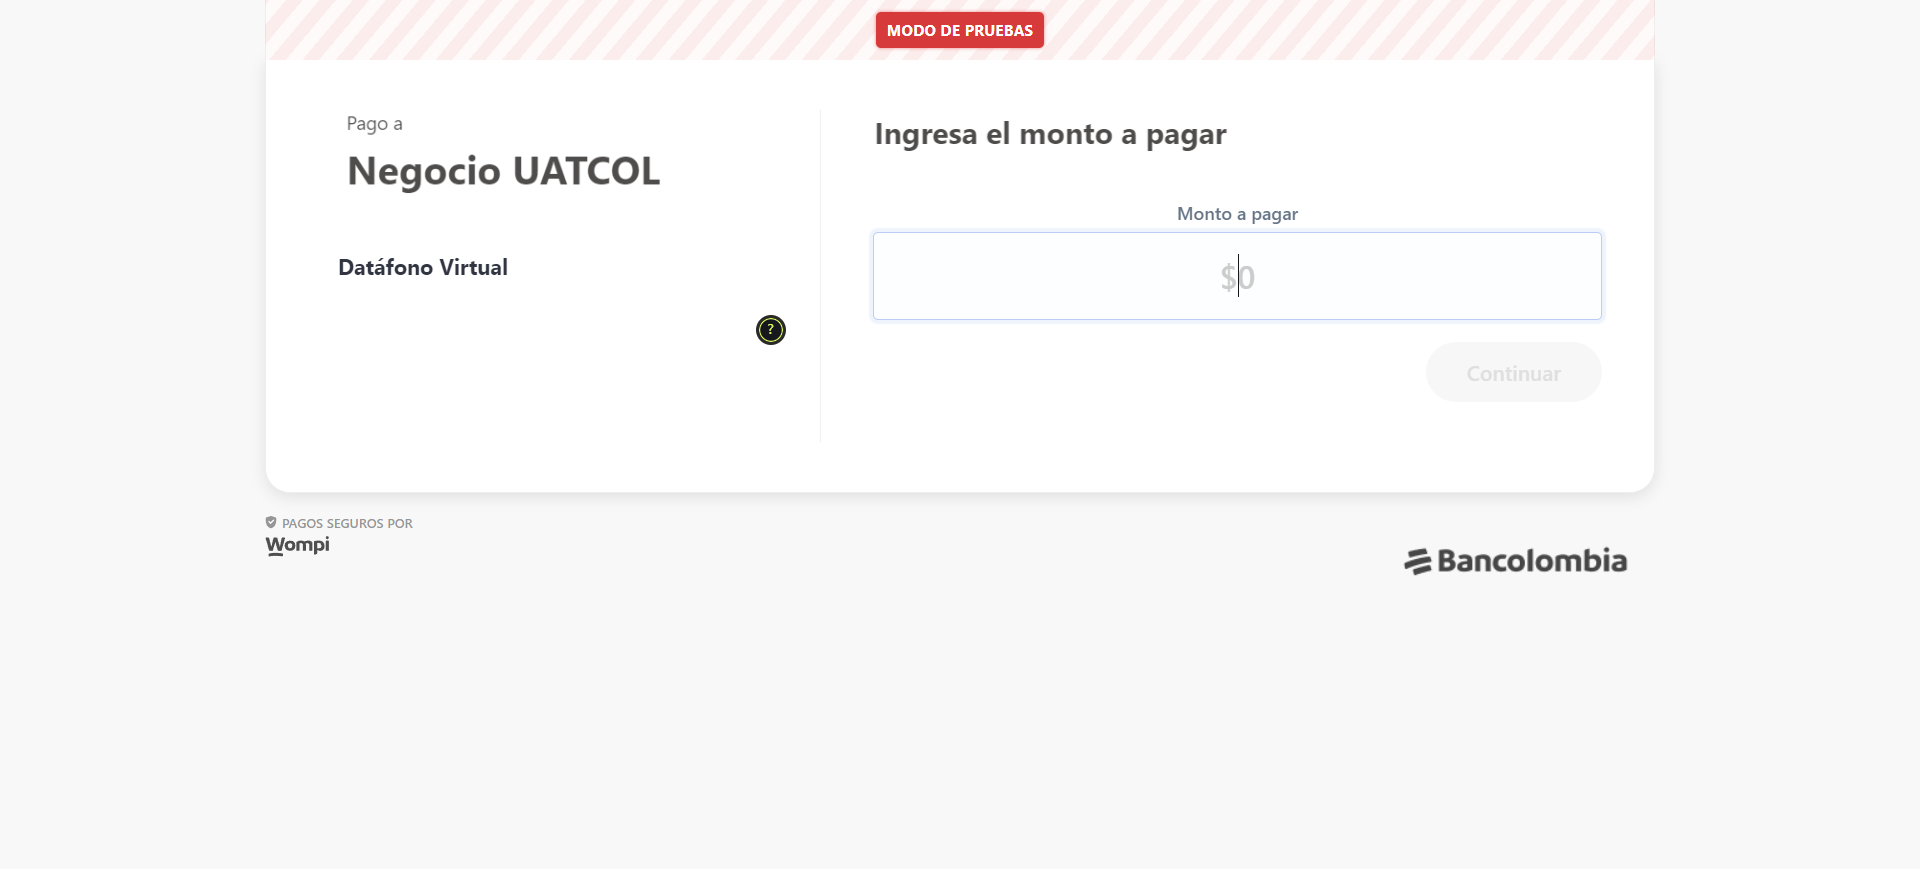 MODO DE PRUEBAS
Pago a
Negocio UATCOL
Datáfono Virtual
?
Ingresa el monto a pagar
Monto a pagar
$0
Continuar
PAGOS SEGUROS POR
Wompi
Bancolombia